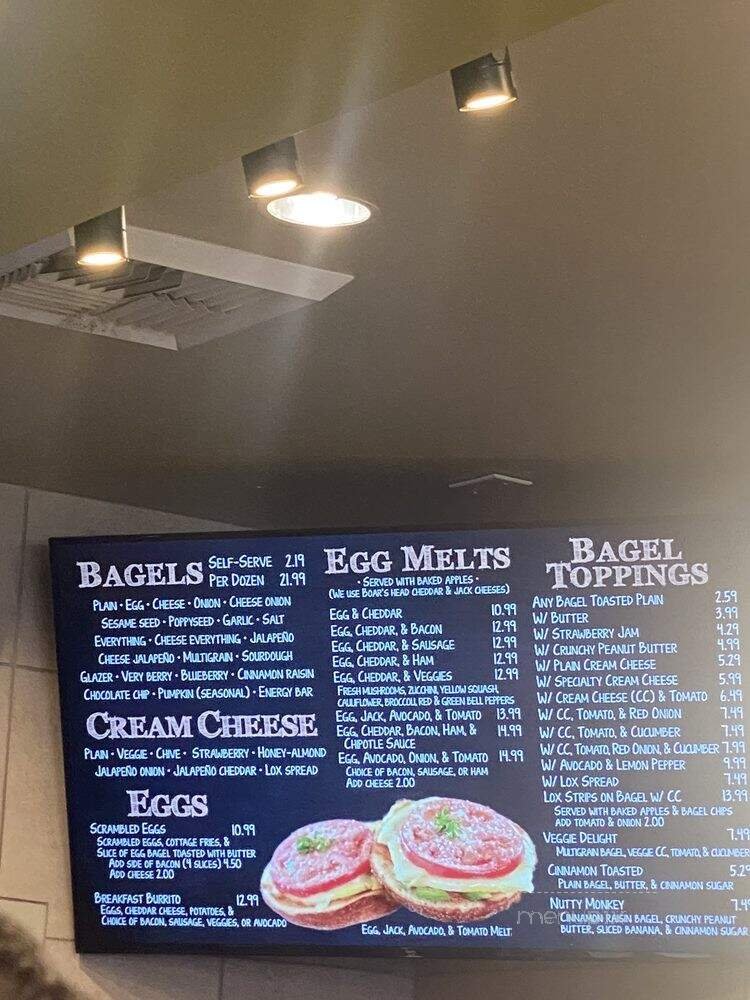 BAGELS
SELF-SERVE 2.19
PER DOZEN 21.99
PLAIN • EGG • CHEESE • ONION • CHEESE ONION
SESAME SEED • POPPYSEED • GARLIC • SALT
EVERYTHING • CHEESE EVERYTHING • JALAPEÑO
CHEESE JALAPEÑO • MULTIGRAIN • SOURDOUGH
GLAZER • VERY BERRY • BLUEBERRY • CINNAMON RAISIN
CHOCOLATE CHIP • PUMPKIN (SEASONAL) • ENERGY BAR
CREAM CHEESE
PLAIN • VEGGIE • CHIVE • STRAWBERRY • HONEY-ALMOND
JALAPEÑO ONION • JALAPEÑO CHEDDAR • LOX SPREAD
EGGS
SCRAMBLED EGGS 10.99
SCRAMBLED EGGS, COTTAGE FRIES, &
SLICE OF EGG BAGEL TOASTED WITH BUTTER
ADD SIDE OF BACON (4 SLICES) 4.50
ADD CHEESE 2.00
BREAKFAST BURRITO 12.99
EGGS, CHEDDAR CHEESE, POTATOES, &
CHOICE OF BACON, SAUSAGE, VEGGIES, OR AVOCADO
EGG MELTS
• SERVED WITH BAKED APPLES •
(WE USE BOAR'S HEAD CHEDDAR & JACK CHEESES)
EGG & CHEDDAR 10.99
EGG, CHEDDAR, & BACON 12.99
EGG, CHEDDAR, & SAUSAGE 12.99
EGG, CHEDDAR, & HAM 12.99
EGG, CHEDDAR, & VEGGIES 12.99
FRESH MUSHROOMS, ZUCCHINI, YELLOW SQUASH,
CAULIFLOWER, BROCCOLI, RED & GREEN BELL PEPPERS
EGG, JACK, AVOCADO, & TOMATO 13.99
EGG, CHEDDAR, BACON, HAM, & 14.99
CHIPOTLE SAUCE
EGG, AVOCADO, ONION, & TOMATO 14.99
CHOICE OF BACON, SAUSAGE, OR HAM
ADD CHEESE 2.00
EGG, JACK, AVOCADO, & TOMATO MELT
BAGEL
TOPPINGS
ANY BAGEL TOASTED PLAIN 2.59
W/ BUTTER 3.99
W/ STRAWBERRY JAM 4.29
W/ CRUNCHY PEANUT BUTTER 4.99
W/ PLAIN CREAM CHEESE 5.29
W/ SPECIALTY CREAM CHEESE 5.99
W/ CREAM CHEESE (CC) & TOMATO 6.49
W/ CC, TOMATO, & RED ONION 7.49
W/ CC, TOMATO, & CUCUMBER 7.49
W/ CC, TOMATO, RED ONION, & CUCUMBER 7.99
W/ AVOCADO & LEMON PEPPER 9.99
W/ LOX SPREAD 7.49
LOX STRIPS ON BAGEL W/ CC 13.99
SERVED WITH BAKED APPLES & BAGEL CHIPS
ADD TOMATO & ONION 2.00
VEGGIE DELIGHT 7.49
MULTIGRAIN BAGEL, VEGGIE CC, TOMATO, & CUCUMBER
CINNAMON TOASTED 5.29
PLAIN BAGEL, BUTTER, & CINNAMON SUGAR
NUTTY MONKEY 7.49
CINNAMON RAISIN BAGEL, CRUNCHY PEANUT
BUTTER, SLICED BANANA, & CINNAMON SUGAR